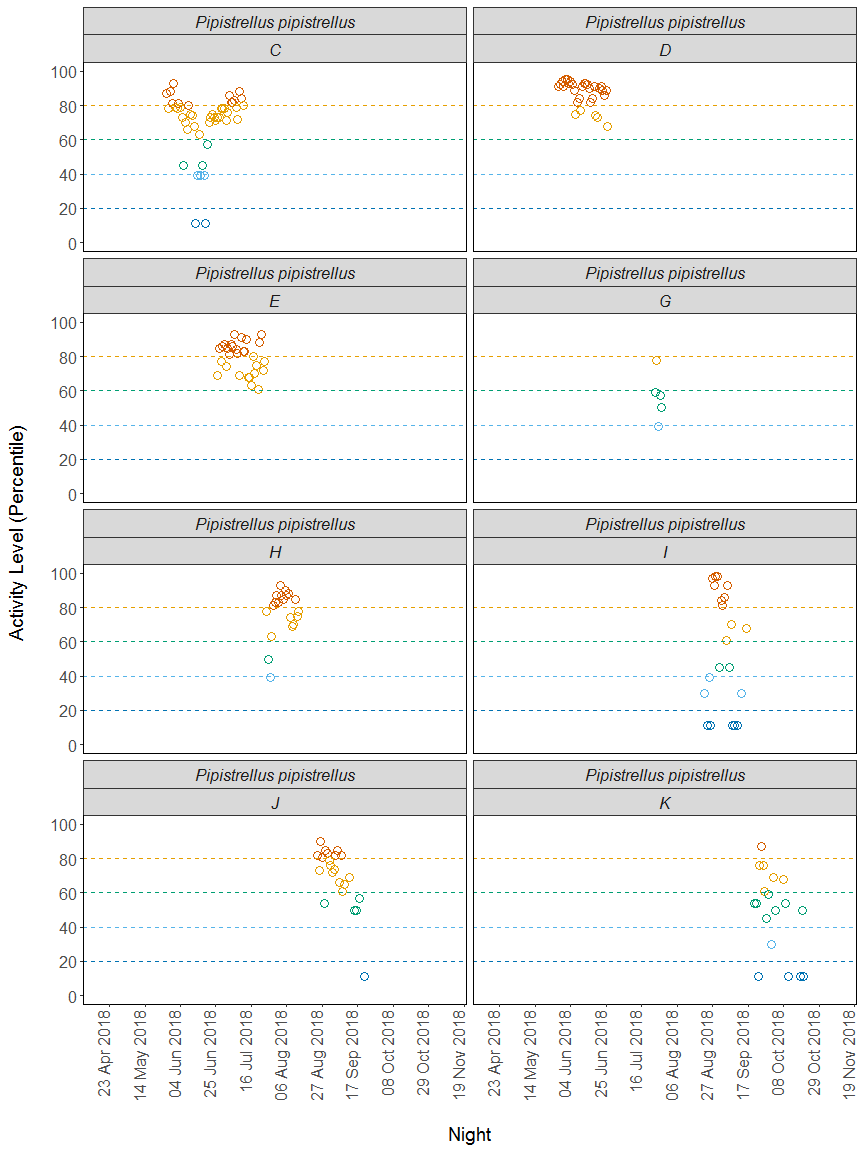 Pipistrellus pipistrellus
Pipistrellus pipistrellus
C
D
100
80
60
40
20
0
Pipistrellus pipistrellus
Pipistrellus pipistrellus
E
G
100
80
60
40
20
0
Pipistrellus pipistrellus
Pipistrellus pipistrellus
H
I
100
80
60
40
20
0
Pipistrellus pipistrellus
Pipistrellus pipistrellus
J
K
100
80
60
40
20
0
Activity Level (Percentile)
23 Apr 2018
14 May 2018
04 Jun 2018
25 Jun 2018
16 Jul 2018
06 Aug 2018
27 Aug 2018
17 Sep 2018
08 Oct 2018
29 Oct 2018
19 Nov 2018
23 Apr 2018
14 May 2018
04 Jun 2018
25 Jun 2018
16 Jul 2018
06 Aug 2018
27 Aug 2018
17 Sep 2018
08 Oct 2018
29 Oct 2018
19 Nov 2018
Night